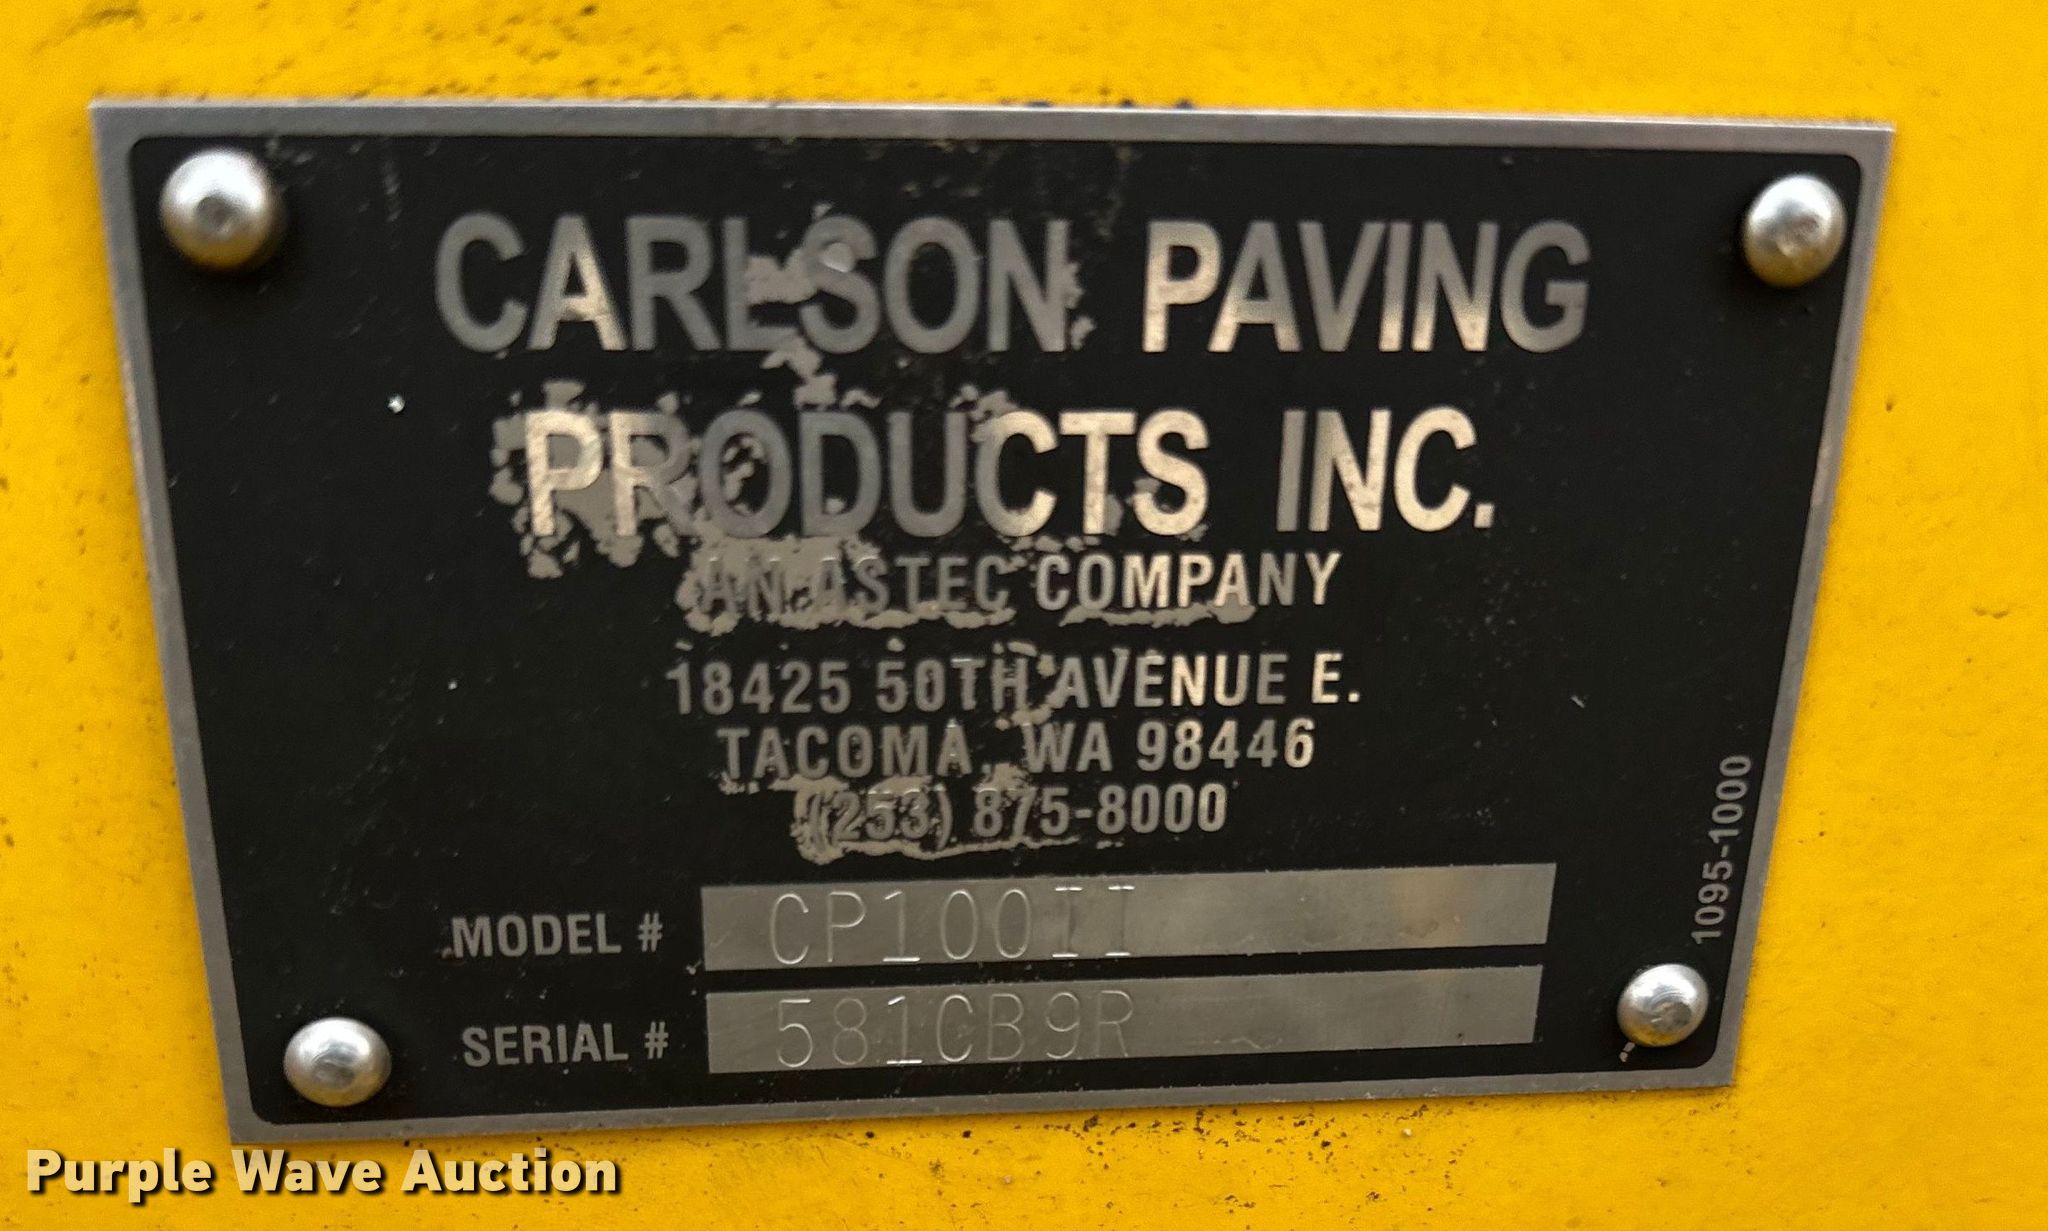 CARLSON PAVING
PRODUCTS INC.
AN ASTEC COMPANY
18425 50TH AVENUE E.
TACOMA, WA 98446
(253) 875-8000
MODEL # CP100II
SERIAL # 581CB9R
1095-1000
Purple Wave Auction